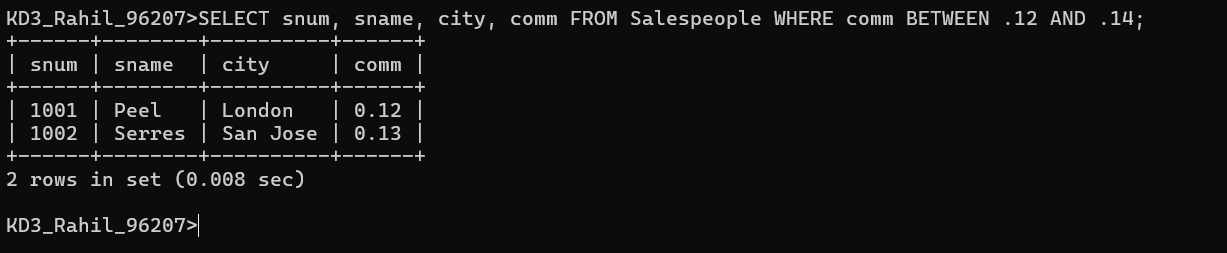 KD3_Rahil_96207>SELECT snum, sname, city, comm FROM Salespeople WHERE comm BETWEEN .12 AND .14;
+------+--------+----------+------+
| snum | sname  | city     | comm |
+------+--------+----------+------+
| 1001 | Peel   | London   | 0.12 |
| 1002 | Serres | San Jose | 0.13 |
+------+--------+----------+------+
2 rows in set (0.008 sec)

KD3_Rahil_96207>